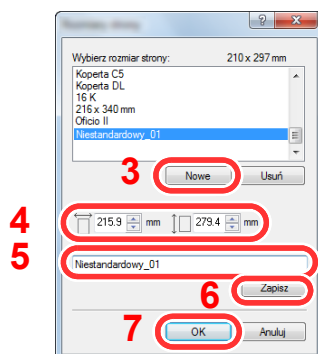 Wybierz rozmiar strony: 210 x 297 mm
Koperta C5
Koperta DL
16 K
216 x 340 mm
Oficio II
Niestandardowy_01
3 Nowe Usuń
4 215.9 mm 279.4 mm
5 Niestandardowy_01
6 Zapisz
7 OK Anuluj